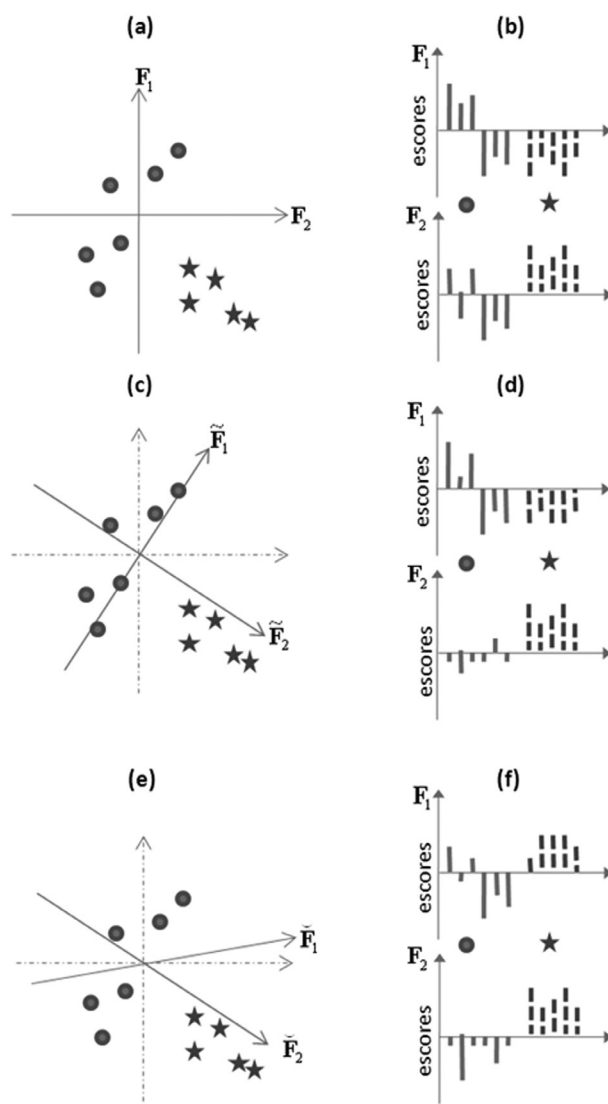 (a)
F₁
F₂
(b)
F₁
escores
F₂
escores
(c)
F̃₁
F̃₂
(d)
F₁
escores
F₂
escores
(e)
F̆₁
F̆₂
(f)
F₁
escores
F₂
escores